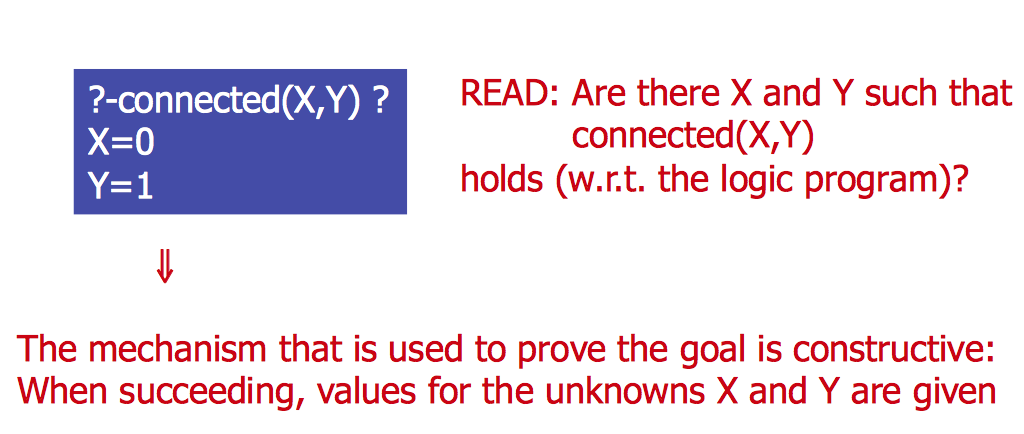 ?-connected(X,Y) ?
X=0
Y=1
READ: Are there X and Y such that
connected(X,Y)
holds (w.r.t. the logic program)?
⇓
The mechanism that is used to prove the goal is constructive:
When succeeding, values for the unknowns X and Y are given